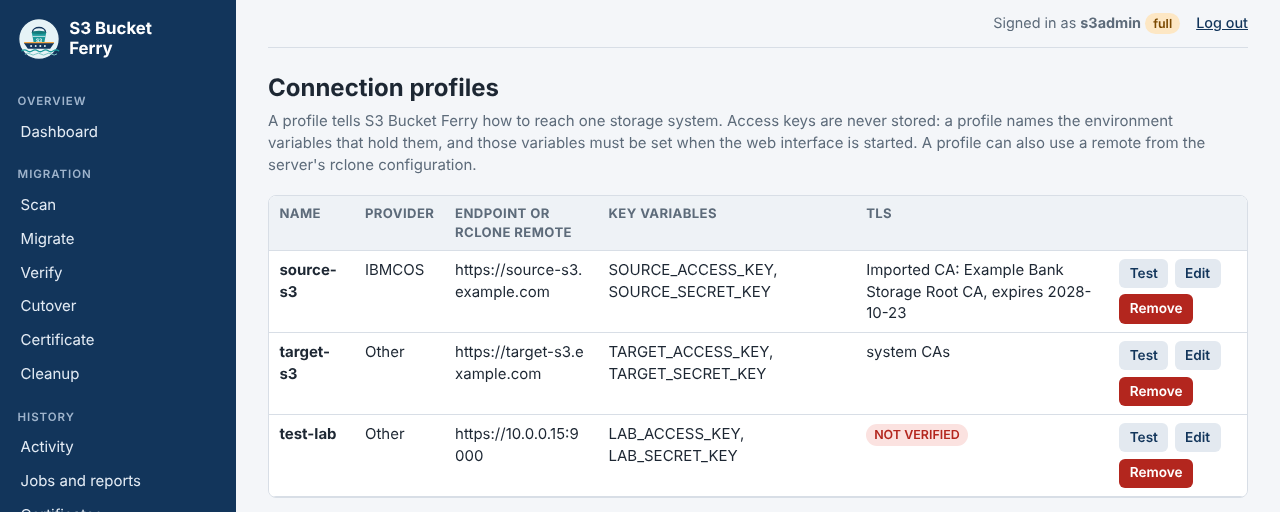 S3 Bucket
Ferry
OVERVIEW
Dashboard
MIGRATION
Scan
Migrate
Verify
Cutover
Certificate
Cleanup
HISTORY
Activity
Jobs and reports
Signed in as s3admin full Log out
Connection profiles
A profile tells S3 Bucket Ferry how to reach one storage system. Access keys are never stored: a profile names the environment
variables that hold them, and those variables must be set when the web interface is started. A profile can also use a remote from the
server's rclone configuration.
NAME PROVIDER ENDPOINT OR KEY VARIABLES TLS
RCLONE REMOTE
source- IBMCOS https://source-s3. SOURCE_ACCESS_KEY, Imported CA: Example Bank Test Edit
s3 example.com SOURCE_SECRET_KEY Storage Root CA, expires 2028-
10-23 Remove
target- Other https://target-s3.e TARGET_ACCESS_KEY, system CAs Test Edit
s3 xample.com TARGET_SECRET_KEY
Remove
test-lab Other https://10.0.0.15:9 LAB_ACCESS_KEY, NOT VERIFIED Test Edit
000 LAB_SECRET_KEY
Remove